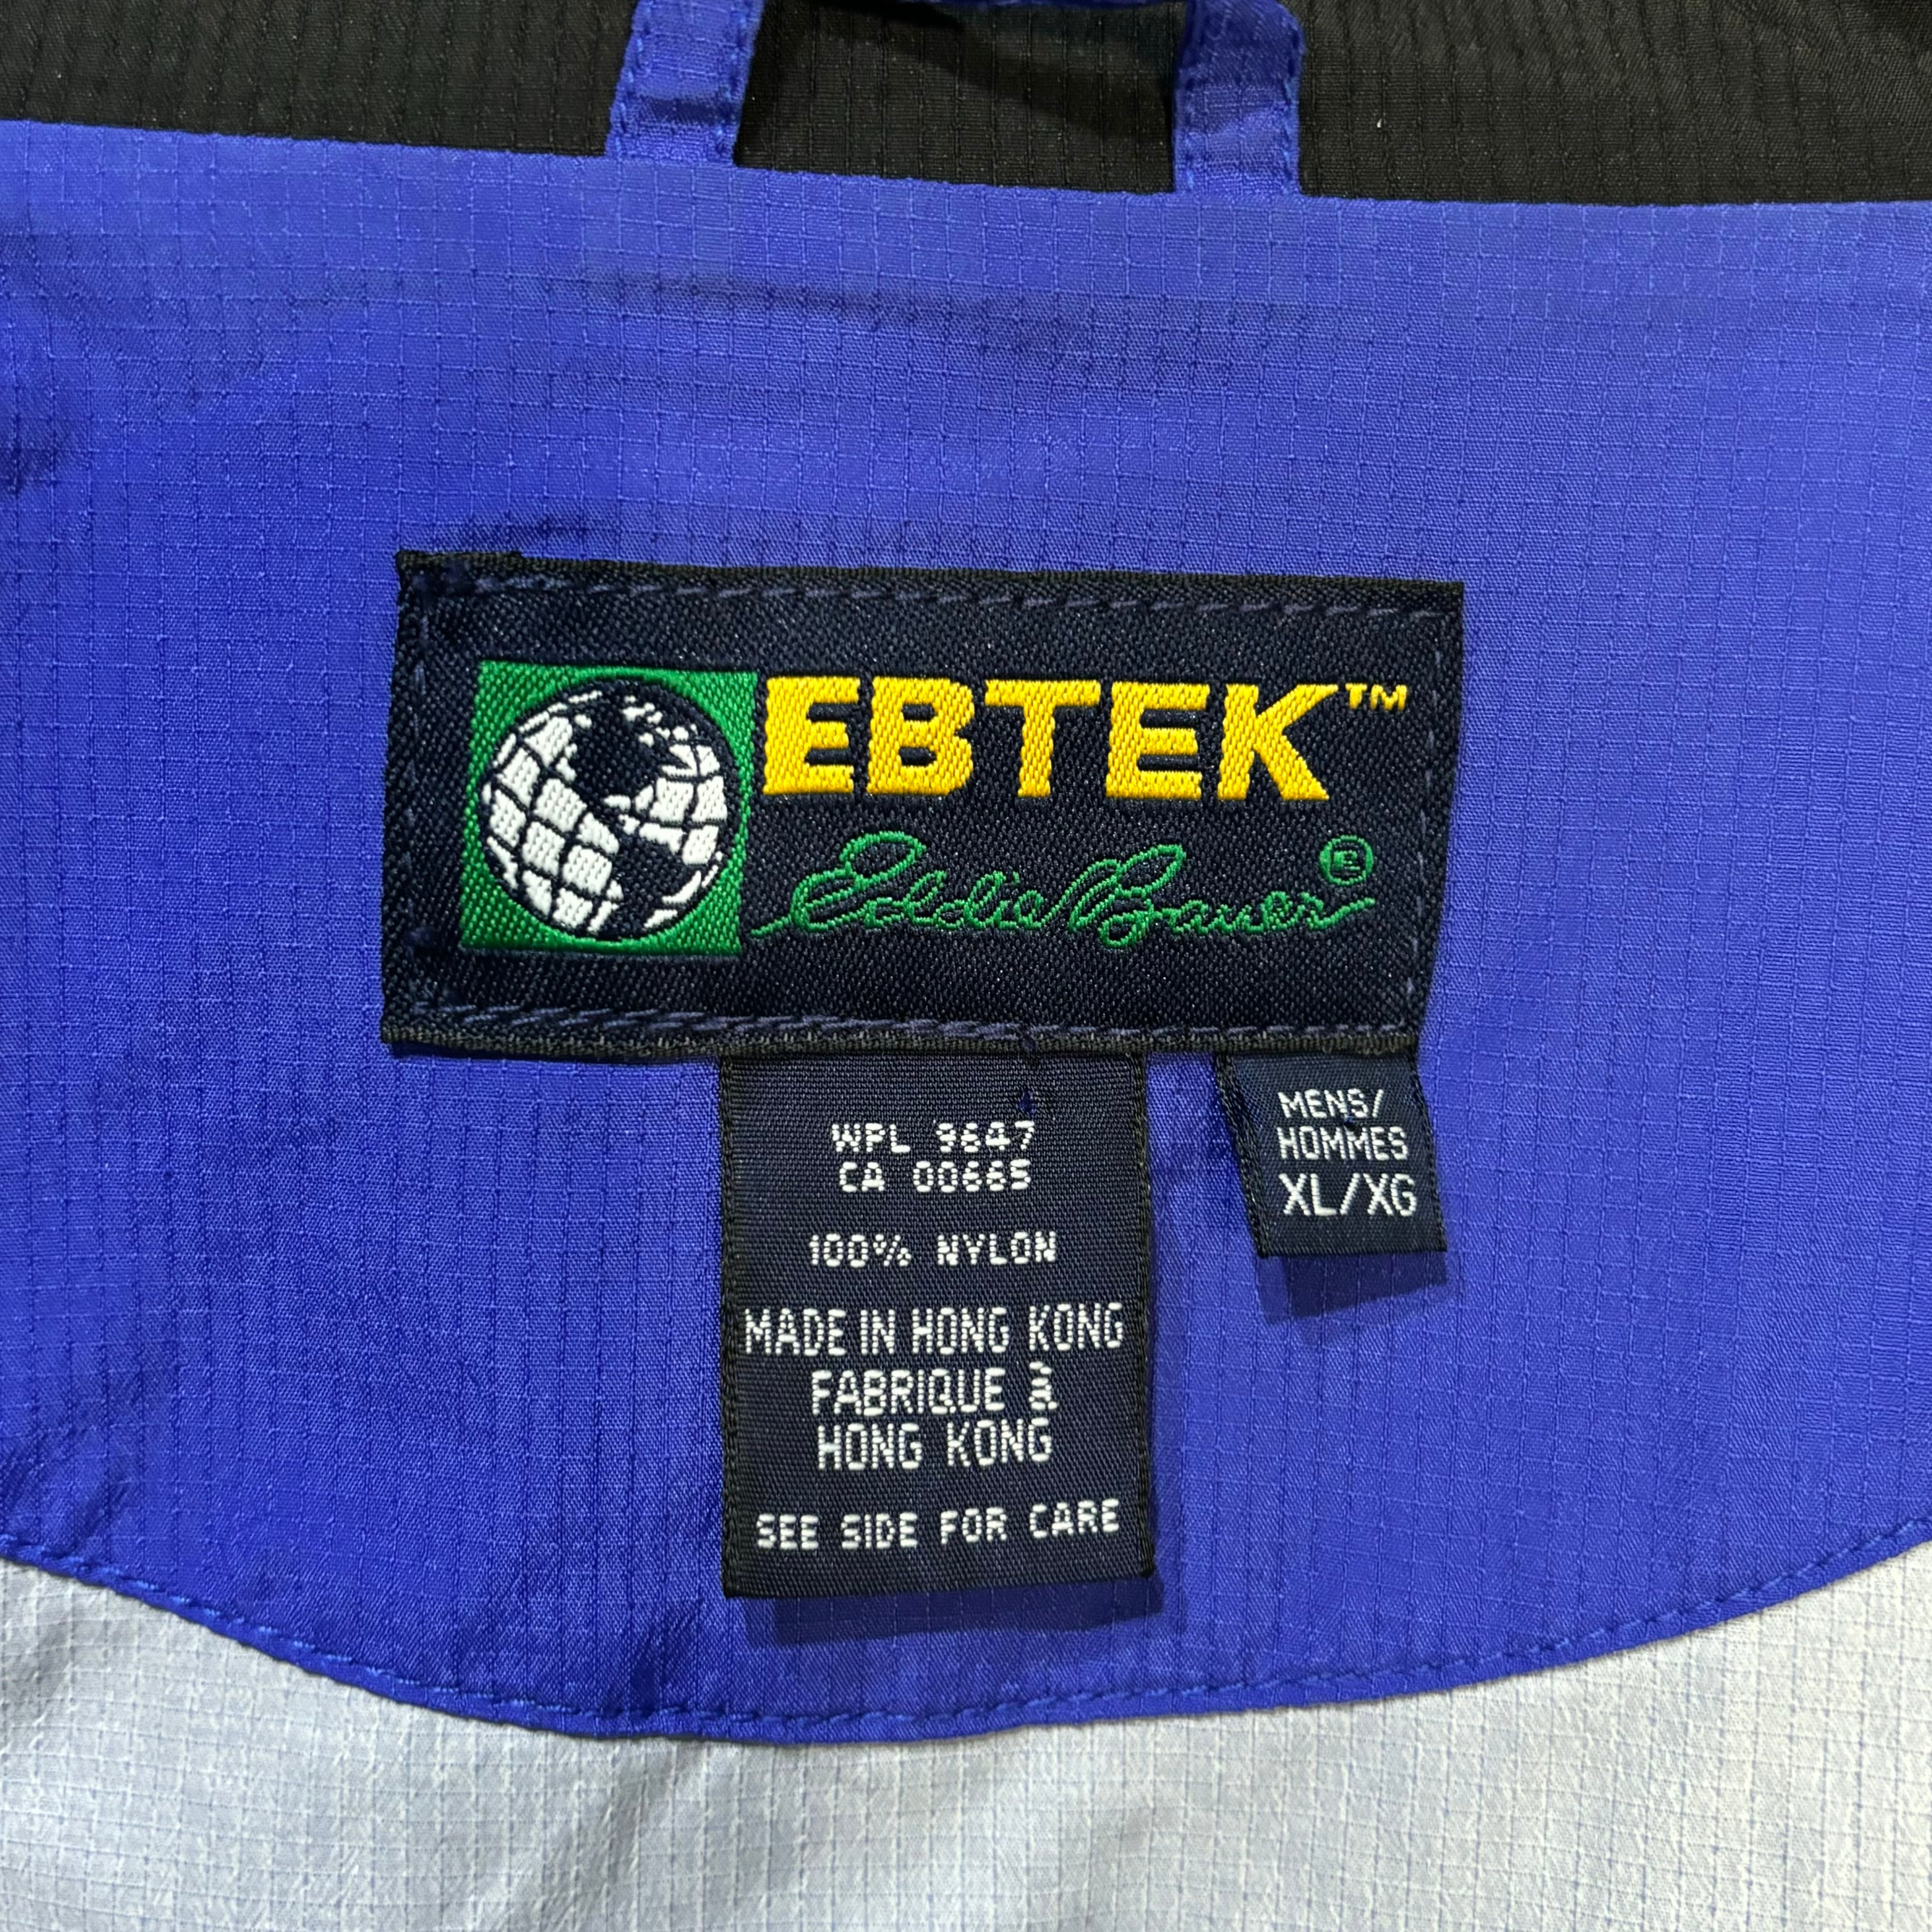 EBTEK™
Eddie Bauer®
WPL 9647
CA 00665
100% NYLON
MADE IN HONG KONG
FABRIQUE À
HONG KONG
SEE SIDE FOR CARE
MENS/
HOMMES
XL/XG